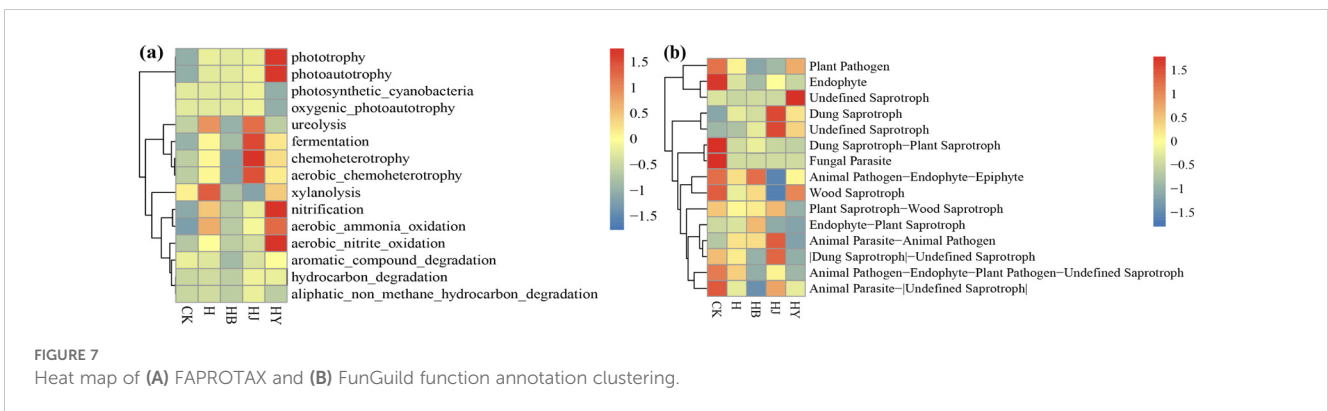 (a)
phototrophy
photoautotrophy
photosynthetic_cyanobacteria
oxygenic_photoautotrophy
ureolysis
fermentation
chemoheterotrophy
aerobic_chemoheterotrophy
xylanolysis
nitrification
aerobic_ammonia_oxidation
aerobic_nitrite_oxidation
aromatic_compound_degradation
hydrocarbon_degradation
aliphatic_non_methane_hydrocarbon_degradation
CK H HB HJ HY
1.5
1
0.5
0
−0.5
−1
−1.5
(b)
Plant Pathogen
Endophyte
Undefined Saprotroph
Dung Saprotroph
Undefined Saprotroph
Dung Saprotroph−Plant Saprotroph
Fungal Parasite
Animal Pathogen−Endophyte−Epiphyte
Wood Saprotroph
Plant Saprotroph−Wood Saprotroph
Endophyte−Plant Saprotroph
Animal Parasite−Animal Pathogen
|Dung Saprotroph|−Undefined Saprotroph
Animal Pathogen−Endophyte−Plant Pathogen−Undefined Saprotroph
Animal Parasite−|Undefined Saprotroph|
CK H HB HJ HY
1.5
1
0.5
0
−0.5
−1
−1.5
FIGURE 7
Heat map of (A) FAPROTAX and (B) FunGuild function annotation clustering.